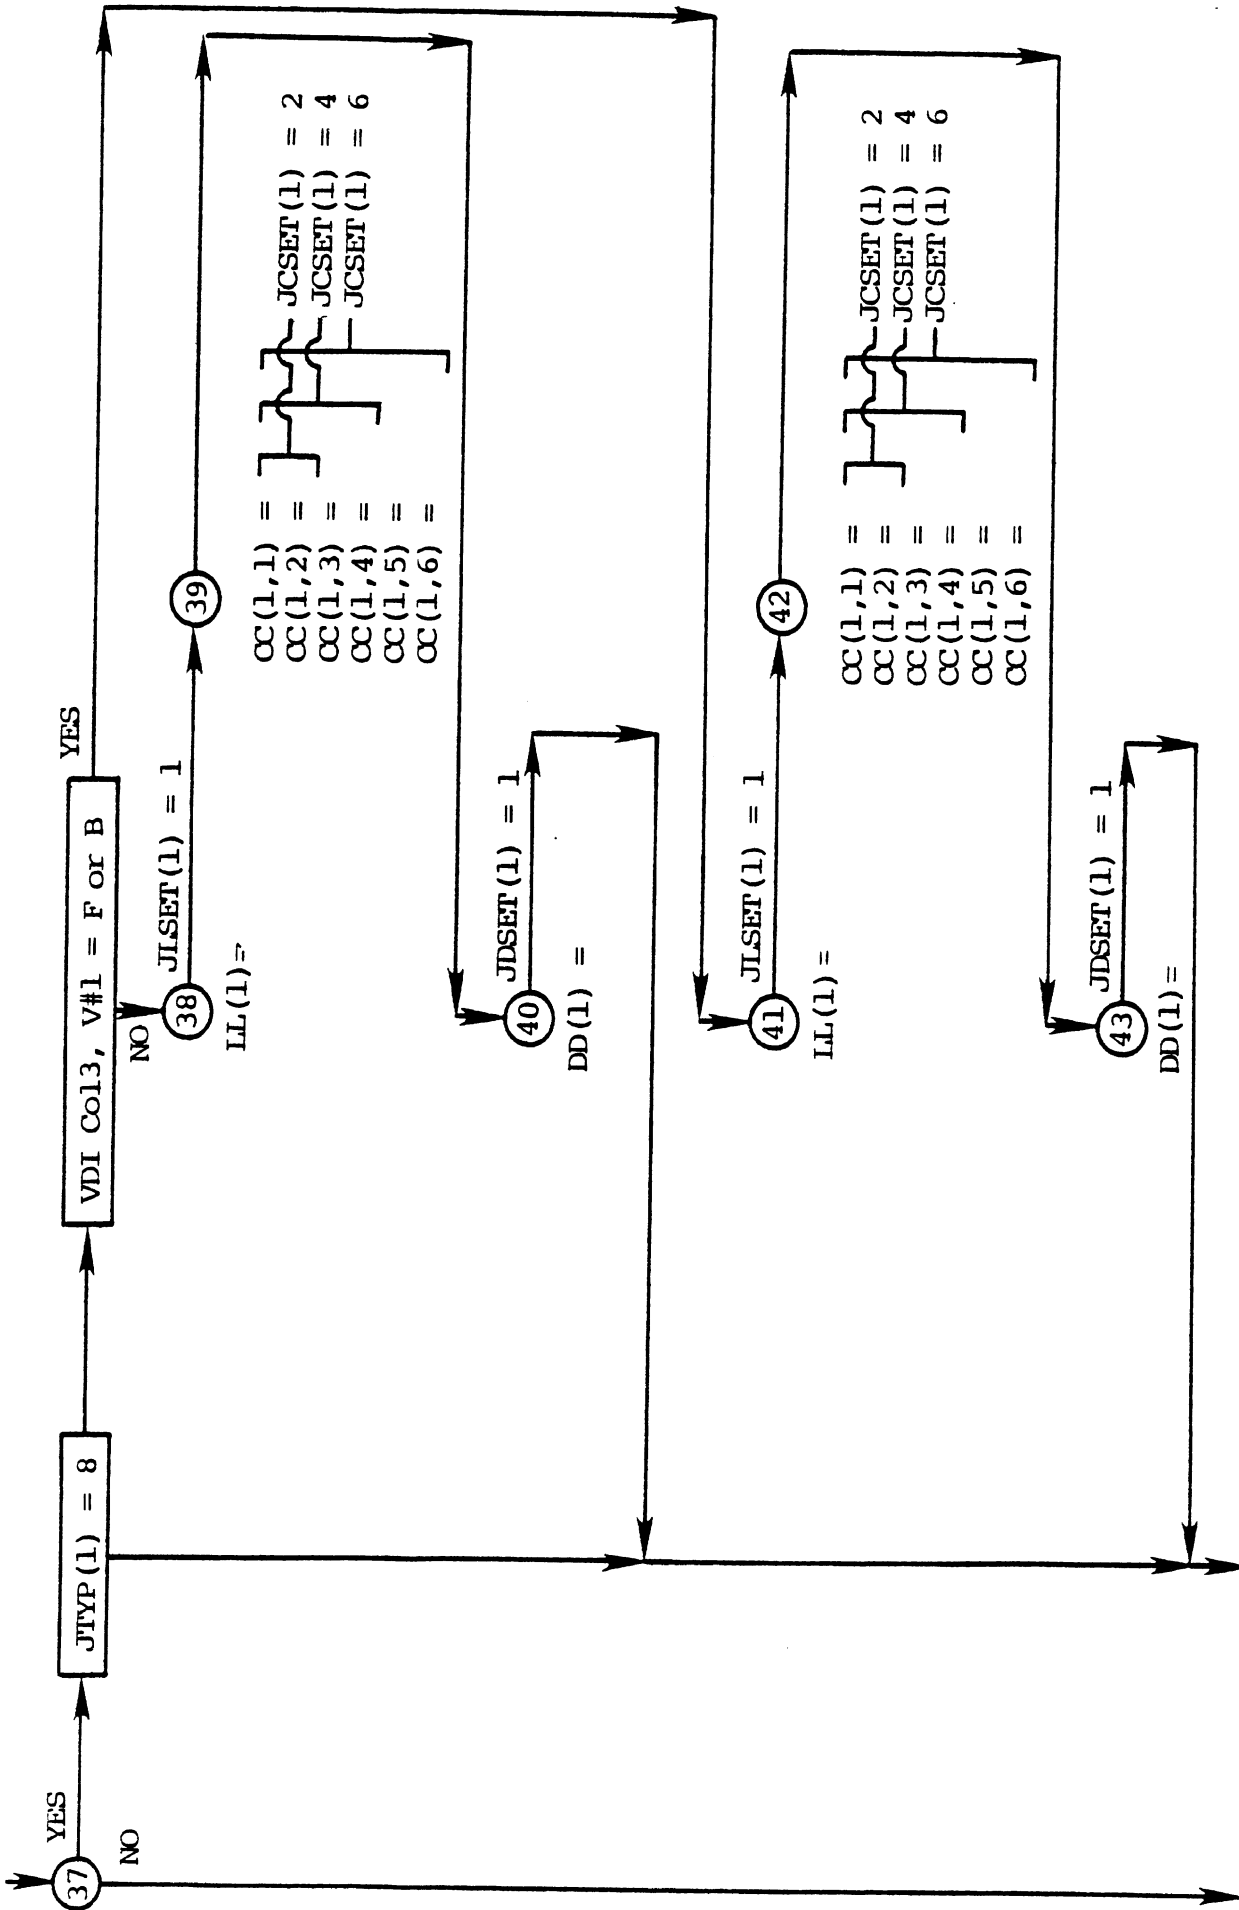 37
YES
NO
JTYP(1) = 8
VDI Col3, V#1 = F or B
YES
NO
38
JLSET(1) = 1
LL(1)=
39
CC(1,1) =
CC(1,2) =
CC(1,3) =
CC(1,4) =
CC(1,5) =
CC(1,6) =
JCSET(1) = 2
JCSET(1) = 4
JCSET(1) = 6
40
JDSET(1) = 1
DD(1) =
41
JLSET(1) = 1
LL(1)=
42
CC(1,1) =
CC(1,2) =
CC(1,3) =
CC(1,4) =
CC(1,5) =
CC(1,6) =
JCSET(1) = 2
JCSET(1) = 4
JCSET(1) = 6
43
JDSET(1) = 1
DD(1)=